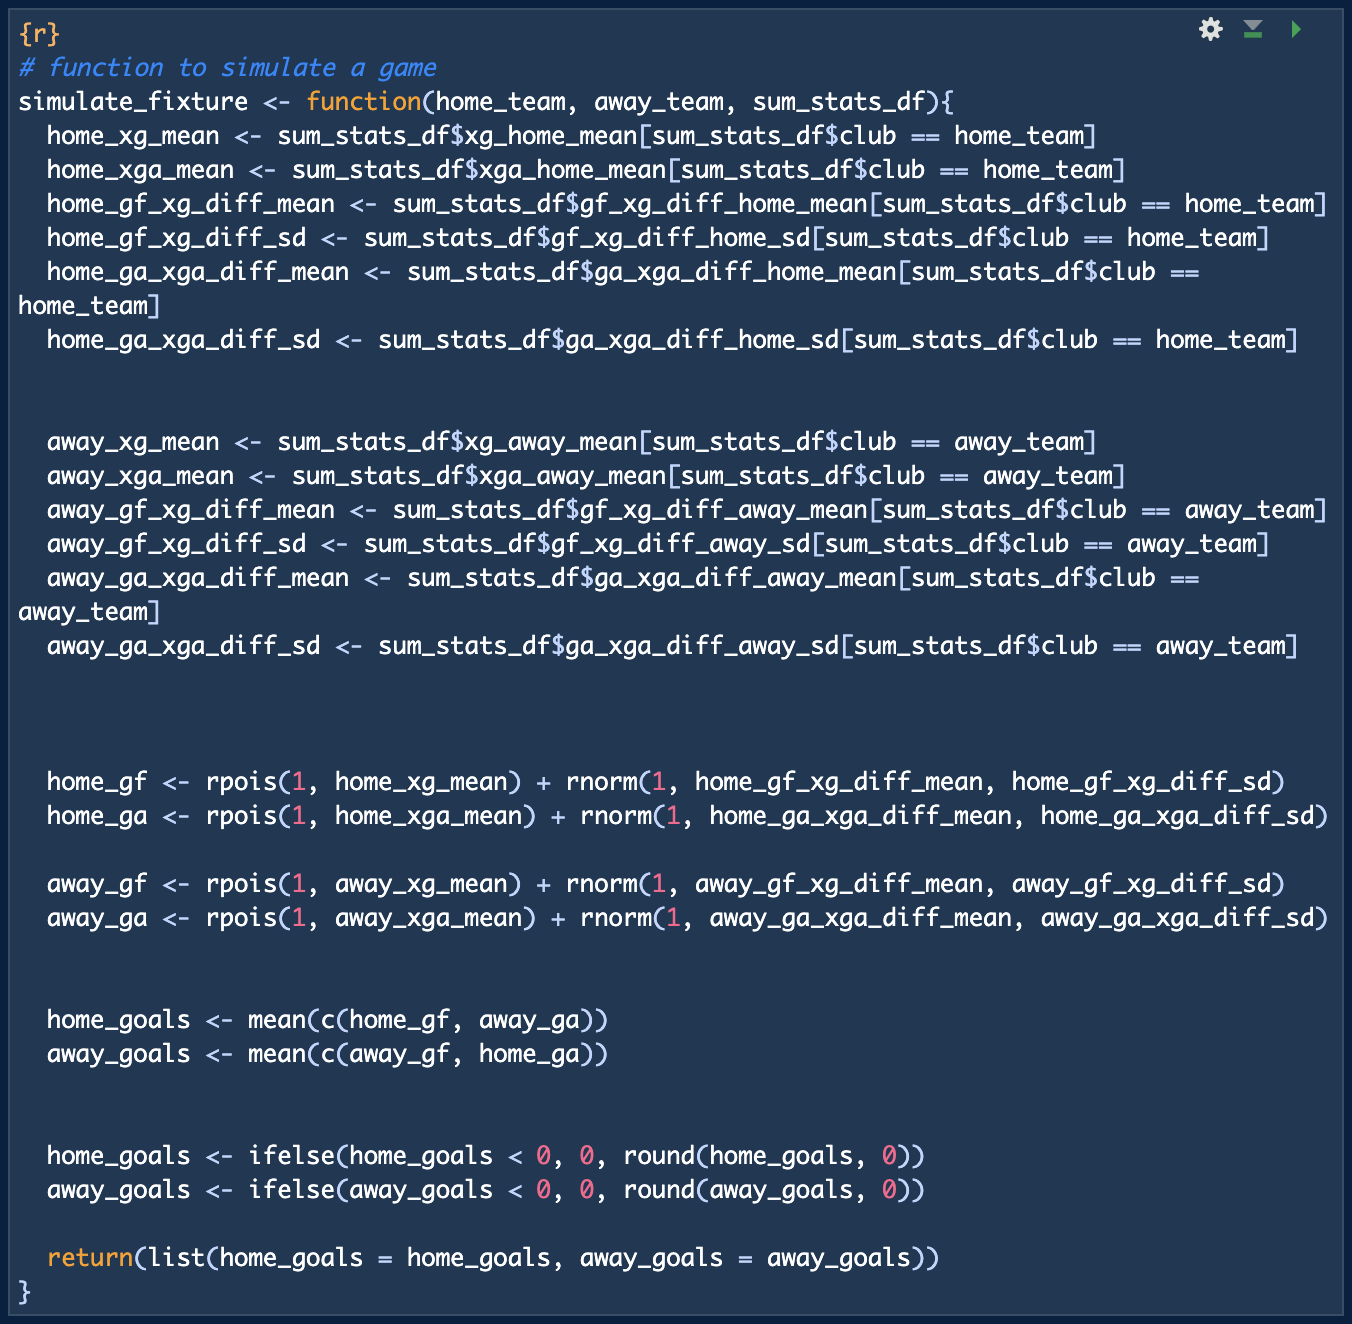 {r}
# function to simulate a game
simulate_fixture <- function(home_team, away_team, sum_stats_df){
  home_xg_mean <- sum_stats_df$xg_home_mean[sum_stats_df$club == home_team]
  home_xga_mean <- sum_stats_df$xga_home_mean[sum_stats_df$club == home_team]
  home_gf_xg_diff_mean <- sum_stats_df$gf_xg_diff_home_mean[sum_stats_df$club == home_team]
  home_gf_xg_diff_sd <- sum_stats_df$gf_xg_diff_home_sd[sum_stats_df$club == home_team]
  home_ga_xga_diff_mean <- sum_stats_df$ga_xga_diff_home_mean[sum_stats_df$club ==
home_team]
  home_ga_xga_diff_sd <- sum_stats_df$ga_xga_diff_home_sd[sum_stats_df$club == home_team]
  away_xg_mean <- sum_stats_df$xg_away_mean[sum_stats_df$club == away_team]
  away_xga_mean <- sum_stats_df$xga_away_mean[sum_stats_df$club == away_team]
  away_gf_xg_diff_mean <- sum_stats_df$gf_xg_diff_away_mean[sum_stats_df$club == away_team]
  away_gf_xg_diff_sd <- sum_stats_df$gf_xg_diff_away_sd[sum_stats_df$club == away_team]
  away_ga_xga_diff_mean <- sum_stats_df$ga_xga_diff_away_mean[sum_stats_df$club ==
away_team]
  away_ga_xga_diff_sd <- sum_stats_df$ga_xga_diff_away_sd[sum_stats_df$club == away_team]
  home_gf <- rpois(1, home_xg_mean) + rnorm(1, home_gf_xg_diff_mean, home_gf_xg_diff_sd)
  home_ga <- rpois(1, home_xga_mean) + rnorm(1, home_ga_xga_diff_mean, home_ga_xga_diff_sd)
  away_gf <- rpois(1, away_xg_mean) + rnorm(1, away_gf_xg_diff_mean, away_gf_xg_diff_sd)
  away_ga <- rpois(1, away_xga_mean) + rnorm(1, away_ga_xga_diff_mean, away_ga_xga_diff_sd)
  home_goals <- mean(c(home_gf, away_ga))
  away_goals <- mean(c(away_gf, home_ga))
  home_goals <- ifelse(home_goals < 0, 0, round(home_goals, 0))
  away_goals <- ifelse(away_goals < 0, 0, round(away_goals, 0))
  return(list(home_goals = home_goals, away_goals = away_goals))
}